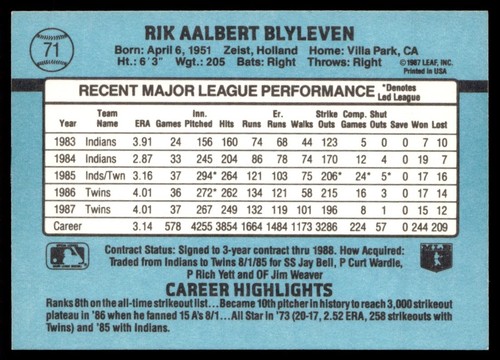 71
RIK AALBERT BLYLEVEN
Born: April 6, 1951 Zeist, Holland Home: Villa Park, CA
Ht.: 6'3" Wgt.: 205 Bats: Right Throws: Right
©1987 LEAF, INC.
Printed in USA
RECENT MAJOR LEAGUE PERFORMANCE *Denotes Led League
Year Team Name ERA Games Inn. Pitched Hits Runs Er. Runs Walks Strike Outs Comp. Games Shut Outs Save Won Lost
1983 Indians 3.91 24 156 160 74 68 44 123 5 0 0 7 10
1984 Indians 2.87 33 245 204 86 78 74 170 12 4 0 19 7
1985 Inds/Twn 3.16 37 294* 264 121 103 75 206* 24* 5* 0 17 16
1986 Twins 4.01 36 272* 262 134 121 58 215 16 3 0 17 14
1987 Twins 4.01 37 267 249 132 119 101 196 8 1 0 15 12
Career 3.14 578 4255 3854 1664 1484 1173 3286 224 57 0 244 209
Contract Status: Signed to 3-year contract thru 1988. How Acquired:
Traded from Indians to Twins 8/1/85 for SS Jay Bell, P Curt Wardle,
P Rich Yett and OF Jim Weaver
CAREER HIGHLIGHTS
Ranks 8th on the all-time strikeout list... Became 10th pitcher in history to reach 3,000 strikeout
plateau in '86 when he fanned 15 A's 8/1... All Star in '73 (20-17, 2.52 ERA, 258 strikeouts with
Twins) and '85 with Indians.